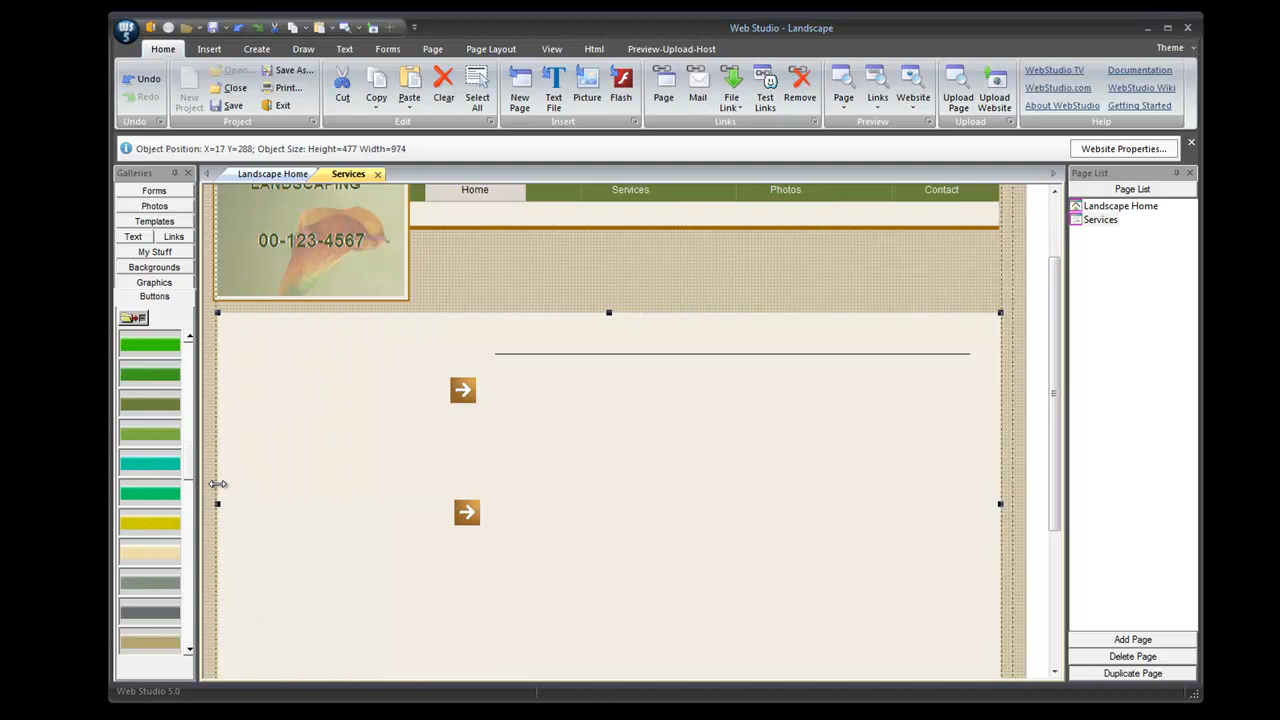 WS
5
Web Studio - Landscape
Home
Insert
Create
Draw
Text
Forms
Page
Page Layout
View
Html
Preview-Upload-Host
Theme
Undo
Redo
Undo
New
Project
Open...
Close
Save
Save As...
Print...
Exit
Project
Cut
Copy
Paste
Clear
Select
All
Edit
New
Page
Text
File
Picture
Flash
Insert
Page
Mail
File
Link
Test
Links
Remove
Links
Page
Links
Website
Preview
Upload
Page
Upload
Website
Upload
WebStudio TV
Documentation
WebStudio.com
WebStudio Wiki
About WebStudio
Getting Started
Help
Object Position: X=17 Y=288; Object Size: Height=477 Width=974
Website Properties...
Galleries
Forms
Photos
Templates
Text
Links
My Stuff
Backgrounds
Graphics
Buttons
Landscape Home
Services
LANDSCAPING
00-123-4567
Home
Services
Photos
Contact
Page List
Page List
Landscape Home
Services
Add Page
Delete Page
Duplicate Page
Web Studio 5.0